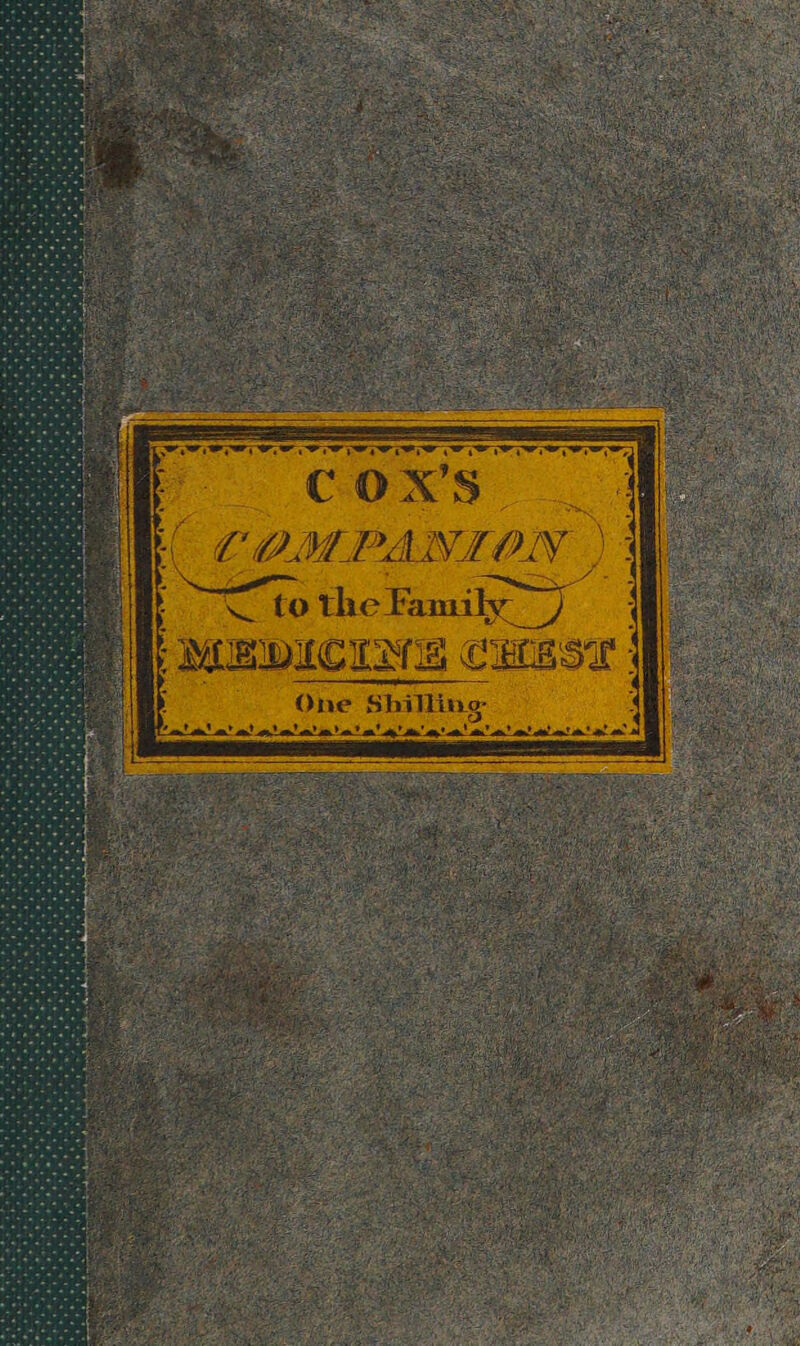 COX'S
COMPANION
to the Family
MEDICINE CHEST
One Shilling